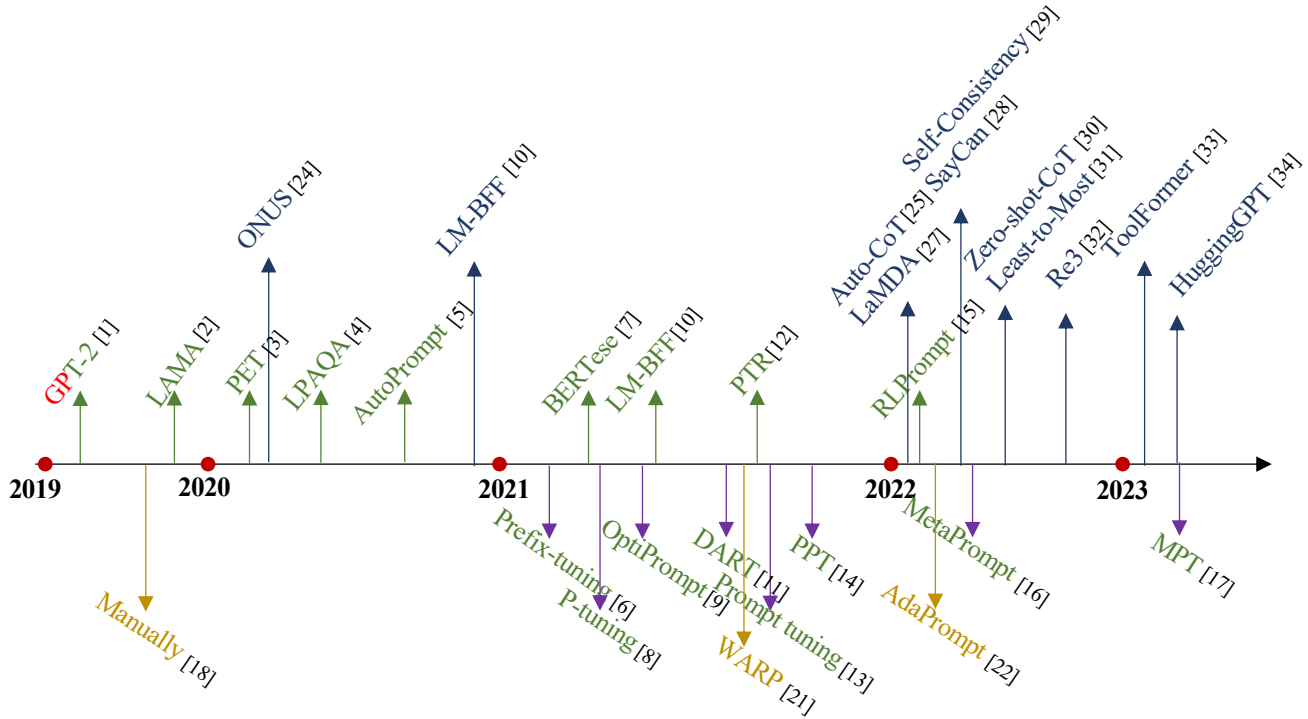 Self-Consistency [29]
SayCan [28]
Auto-CoT [25]
LaMDA [27]
Zero-shot-CoT [30]
Least-to-Most [31]
Re3 [32]
ToolFormer [33]
HuggingGPT [34]
ONUS [24]
LM-BFF [10]
GPT-2 [1]
LAMA [2]
PET [3]
LPAQA [4]
AutoPrompt [5]
BERTese [7]
LM-BFF [10]
PTR [12]
RLPrompt [15]
2019
2020
2021
2022
2023
Manually [18]
Prefix-tuning [6]
P-tuning [8]
OptiPrompt [9]
DART [11]
WARP [21]
Prompt tuning [13]
PPT [14]
AdaPrompt [22]
MetaPrompt [16]
MPT [17]